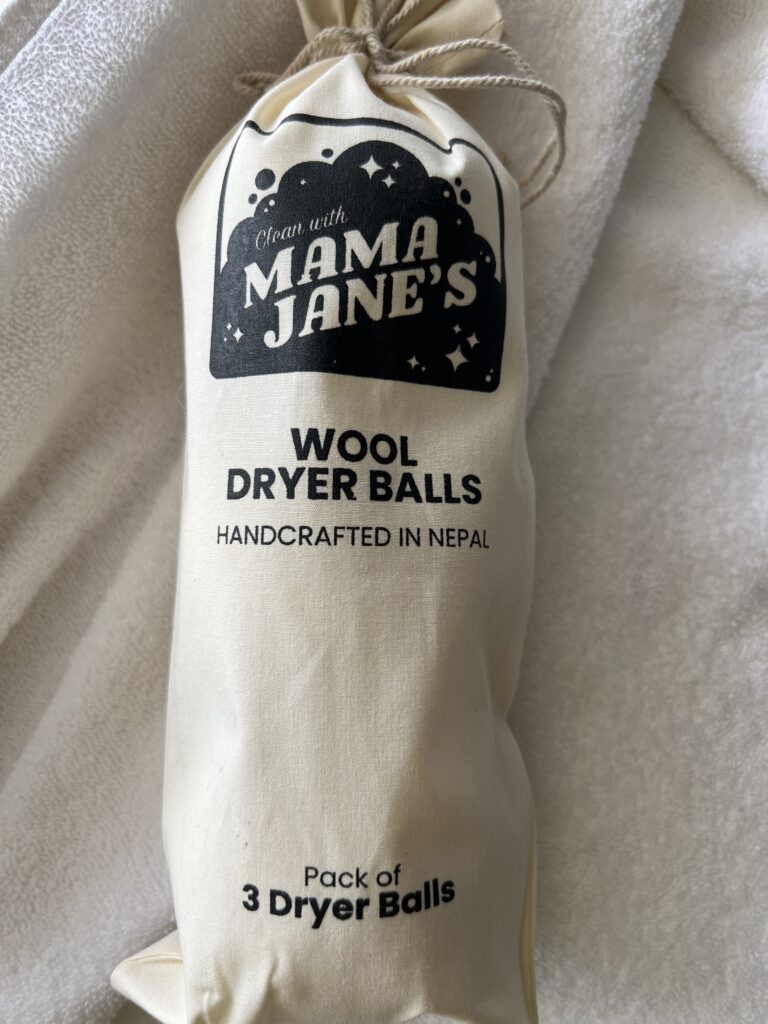 Clean with
MAMA
JANE'S
WOOL
DRYER BALLS
HANDCRAFTED IN NEPAL
Pack of
3 Dryer Balls